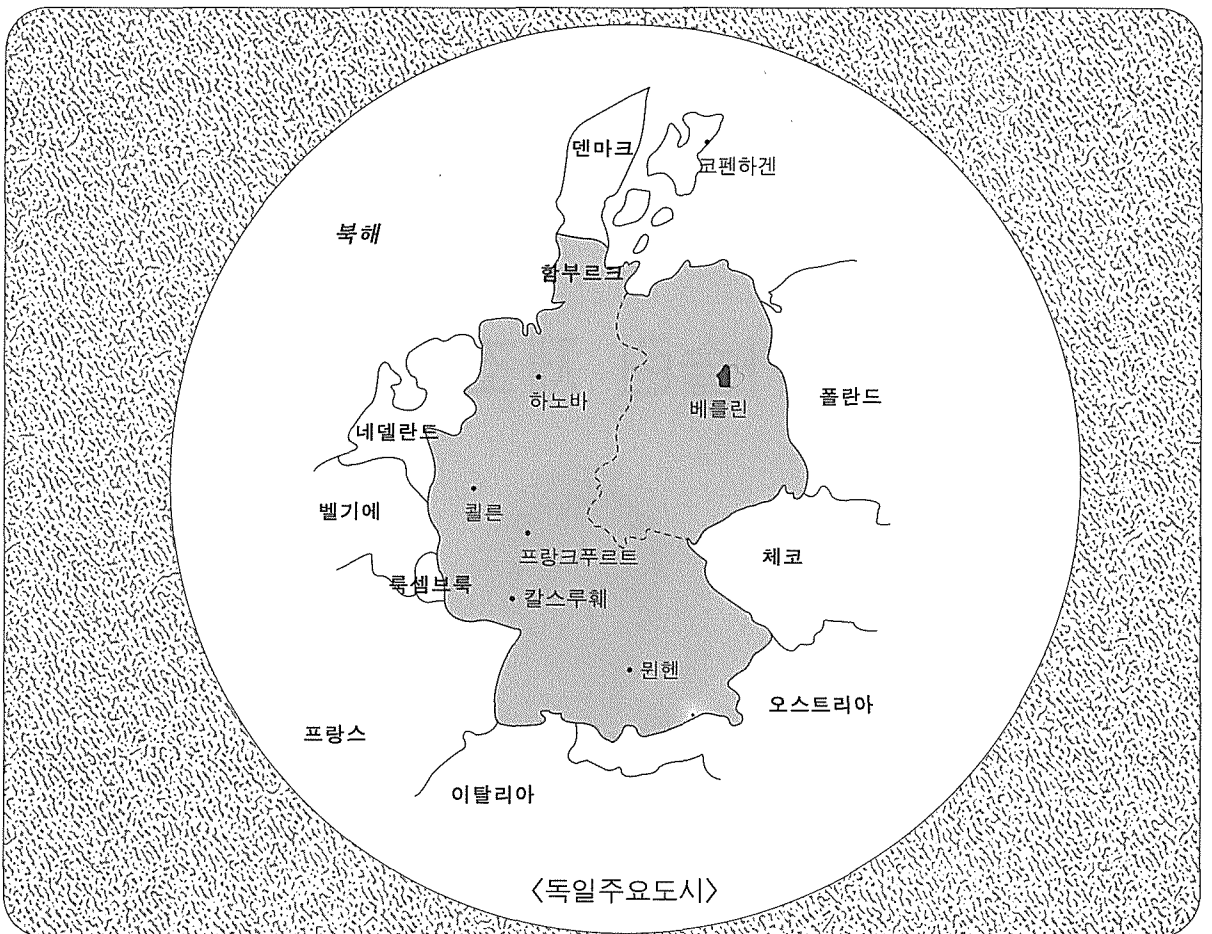 덴마크
코펜하겐
북해
함부르크
하노바
베를린
폴란드
네델란드
쾰른
벨기에
프랑크푸르트
체코
룩셈브룩
칼스루훼
뮌헨
오스트리아
프랑스
이탈리아
〈독일주요도시〉